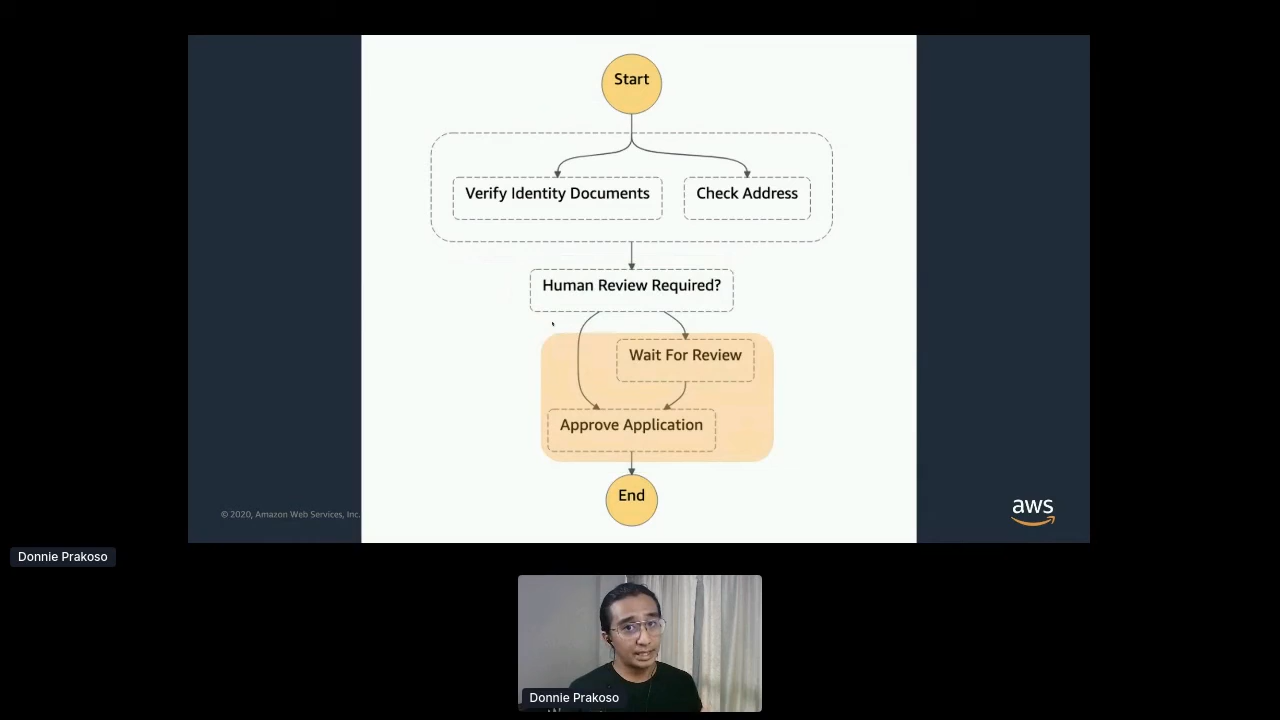 Start
Verify Identity Documents
Check Address
Human Review Required?
Wait For Review
Approve Application
End
© 2020, Amazon Web Services, Inc.
aws
Donnie Prakoso
Donnie Prakoso